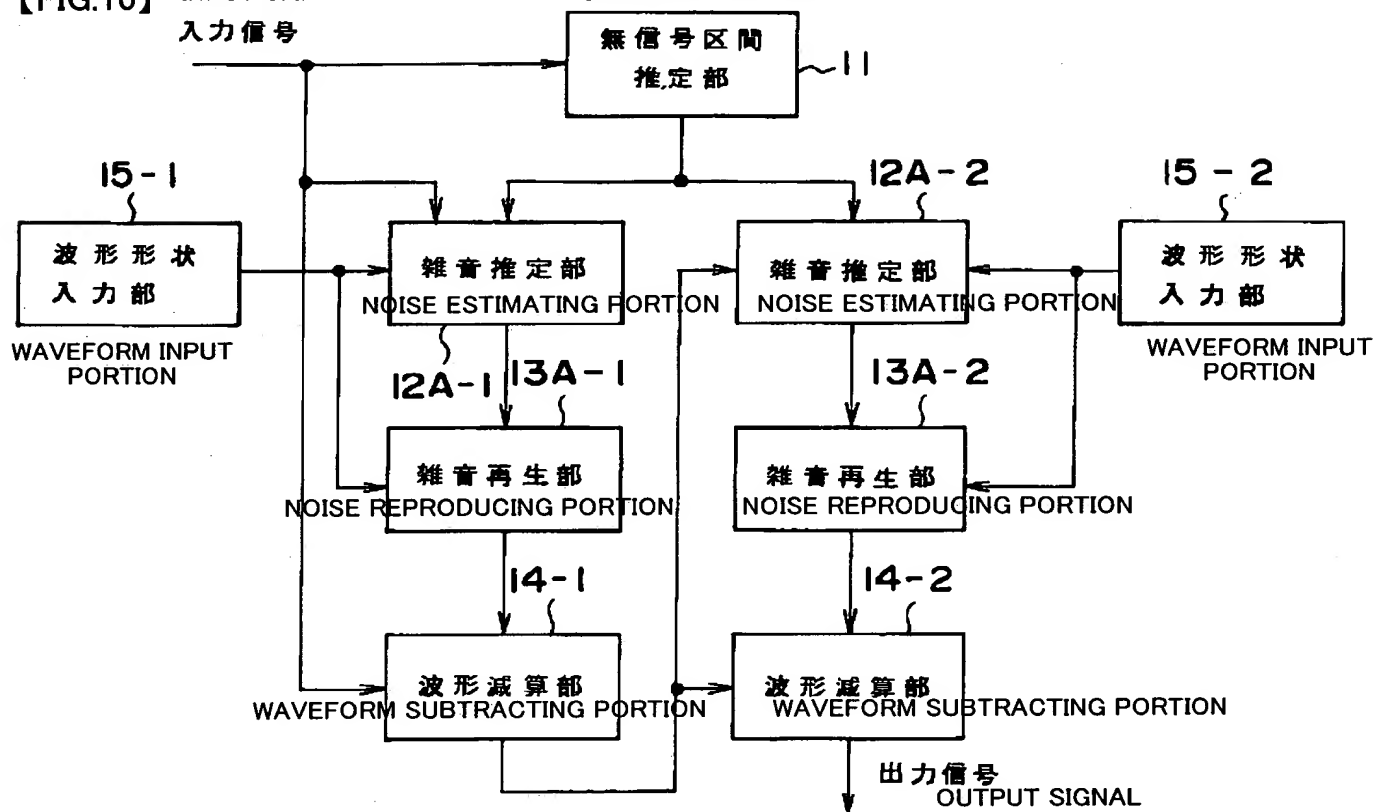 入力信号
無信号区間
推定部
11
15-1
12A-2
15-2
波形形状
入力部
雑音推定部
NOISE ESTIMATING PORTION
雑音推定部
NOISE ESTIMATING PORTION
波形形状
入力部
WAVEFORM INPUT
PORTION
WAVEFORM INPUT
PORTION
12A-1
13A-1
13A-2
雑音再生部
NOISE REPRODUCING PORTION
雑音再生部
NOISE REPRODUCING PORTION
14-1
14-2
波形減算部
WAVEFORM SUBTRACTING PORTION
波形減算部
WAVEFORM SUBTRACTING PORTION
出力信号
OUTPUT SIGNAL